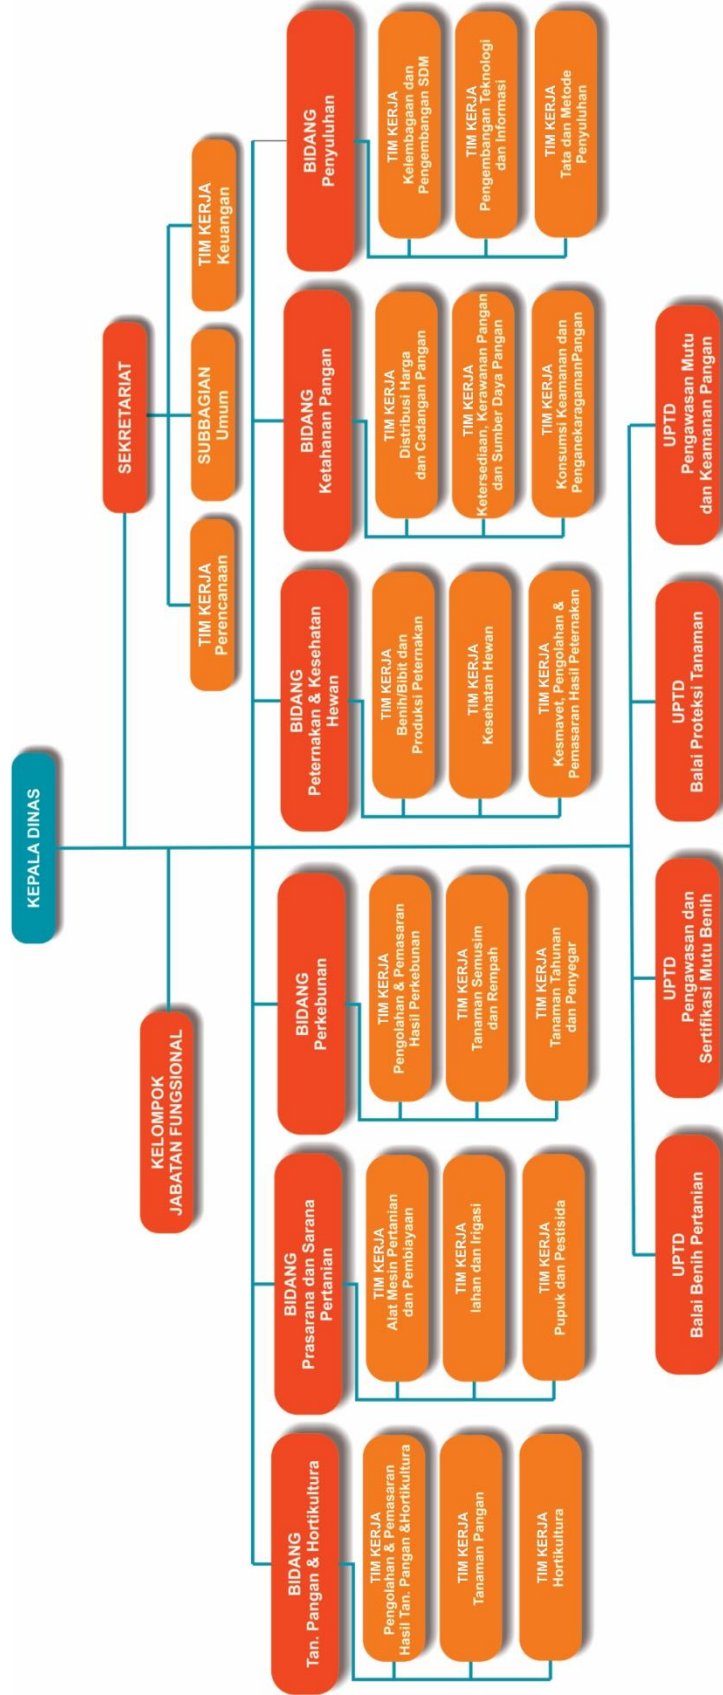 KEPALA DINAS
KELOMPOK
JABATAN FUNGSIONAL
SEKRETARIAT
TIM KERJA
Perencanaan
SUBBAGIAN
Umum
TIM KERJA
Keuangan
BIDANG
Tan. Pangan & Hortikultura
TIM KERJA
Pengolahan & Pemasaran
Hasil Tan. Pangan &Hortikultura
TIM KERJA
Tanaman Pangan
TIM KERJA
Hortikultura
BIDANG
Prasarana dan Sarana
Pertanian
TIM KERJA
Alat Mesin Pertanian
dan Pembiayaan
TIM KERJA
lahan dan Irigasi
TIM KERJA
Pupuk dan Pestisida
BIDANG
Perkebunan
TIM KERJA
Pengolahan & Pemasaran
Hasil Perkebunan
TIM KERJA
Tanaman Semusim
dan Rempah
TIM KERJA
Tanaman Tahunan
dan Penyegar
BIDANG
Peternakan & Kesehatan
Hewan
TIM KERJA
Benih/Bibit dan
Produksi Peternakan
TIM KERJA
Kesehatan Hewan
TIM KERJA
Kesmavet, Pengolahan &
Pemasaran Hasil Peternakan
BIDANG
Ketahanan Pangan
TIM KERJA
Distribusi Harga
dan Cadangan Pangan
TIM KERJA
Ketersediaan, Kerawanan Pangan
dan Sumber Daya Pangan
TIM KERJA
Konsumsi Keamanan dan
PenganekaragamanPangan
BIDANG
Penyuluhan
TIM KERJA
Kelembagaan dan
Pengembangan SDM
TIM KERJA
Pengembangan Teknologi
dan Informasi
TIM KERJA
Tata dan Metode
Penyuluhan
UPTD
Balai Benih Pertanian
UPTD
Pengawasan dan
Sertifikasi Mutu Benih
UPTD
Balai Proteksi Tanaman
UPTD
Pengawasan Mutu
dan Keamanan Pangan